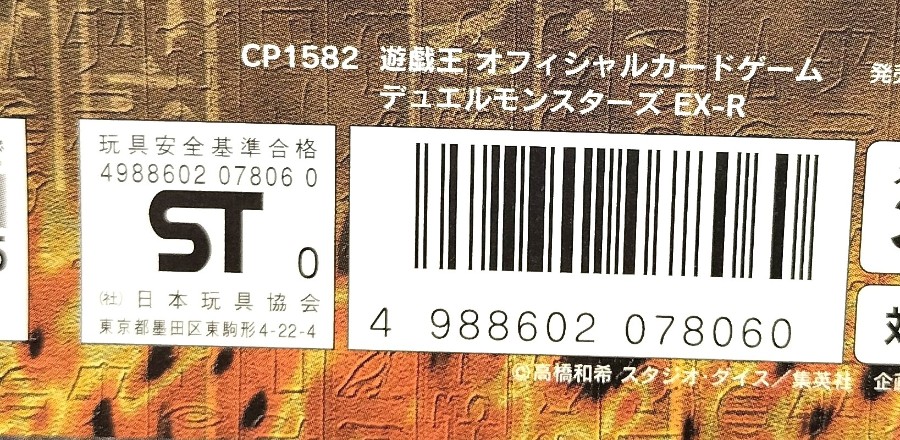 CP1582 遊戯王 オフィシャルカードゲーム
デュエルモンスターズ EX-R
発売
玩具安全基準合格
4988602 07806 0
ST
0
(社)日本玩具協会
東京都墨田区東駒形4-22-4
4 988602 078060
©高橋和希 スタジオ・ダイス/集英社
企画